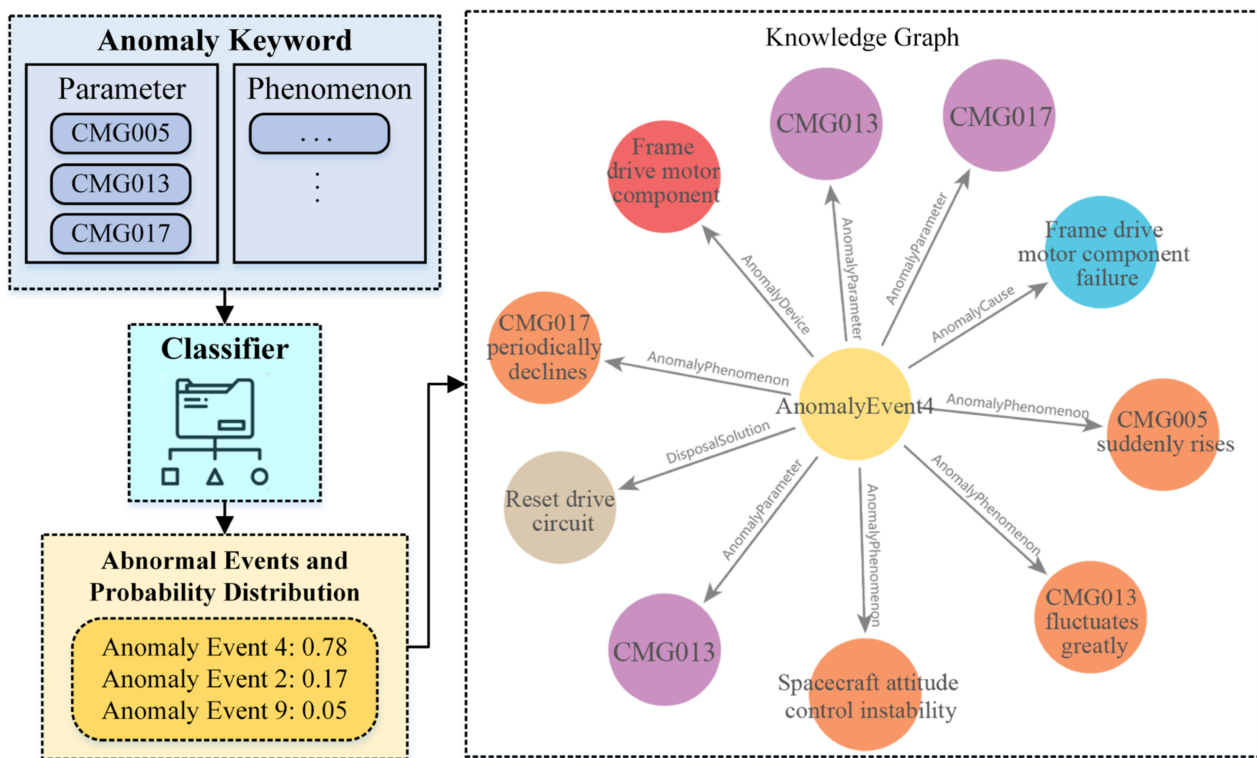 Anomaly Keyword
Parameter
CMG005
CMG013
CMG017
Phenomenon
...
Classifier
Abnormal Events and
Probability Distribution
Anomaly Event 4: 0.78
Anomaly Event 2: 0.17
Anomaly Event 9: 0.05
Knowledge Graph
CMG013
CMG017
Frame
drive motor
component
Frame drive
motor component
failure
AnomalyDevice
AnomalyParameter
AnomalyParameter
AnomalyCause
CMG017
periodically
declines
AnomalyPhenomenon
AnomalyEvent4
AnomalyPhenomenon
CMG005
suddenly rises
DisposalSolution
Reset drive
circuit
AnomalyParameter
AnomalyPhenomenon
AnomalyPhenomenon
CMG013
CMG013
fluctuates
greatly
Spacecraft attitude
control instability